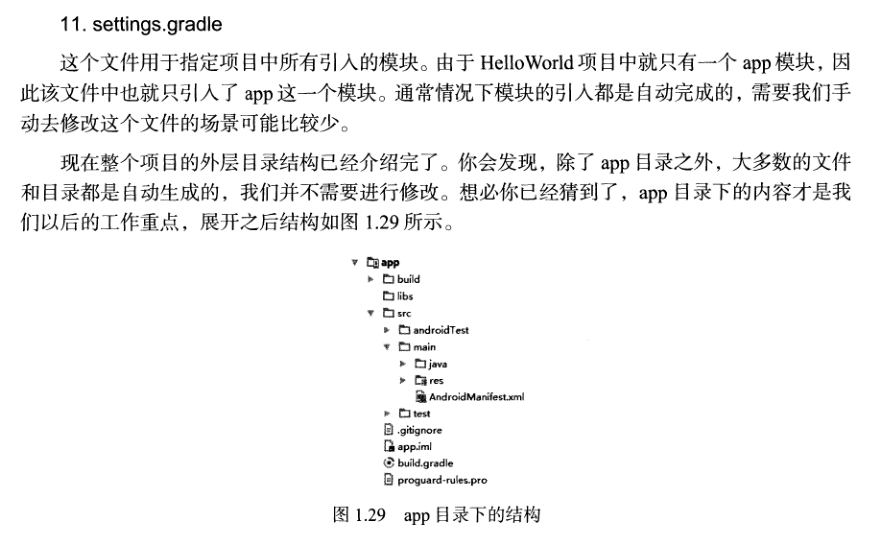 11. settings.gradle
这个文件用于指定项目中所有引入的模块。由于 HelloWorld 项目中就只有一个 app 模块，因
此该文件中也就只引入了 app 这一个模块。通常情况下模块的引入都是自动完成的，需要我们手
动去修改这个文件的场景可能比较少。
现在整个项目的外层目录结构已经介绍完了。你会发现，除了 app 目录之外，大多数的文件
和目录都是自动生成的，我们并不需要进行修改。想必你已经猜到了，app 目录下的内容才是我
们以后的工作重点，展开之后结构如图 1.29 所示。
app
build
libs
src
androidTest
main
java
res
AndroidManifest.xml
test
.gitignore
app.iml
build.gradle
proguard-rules.pro
图 1.29 app 目录下的结构